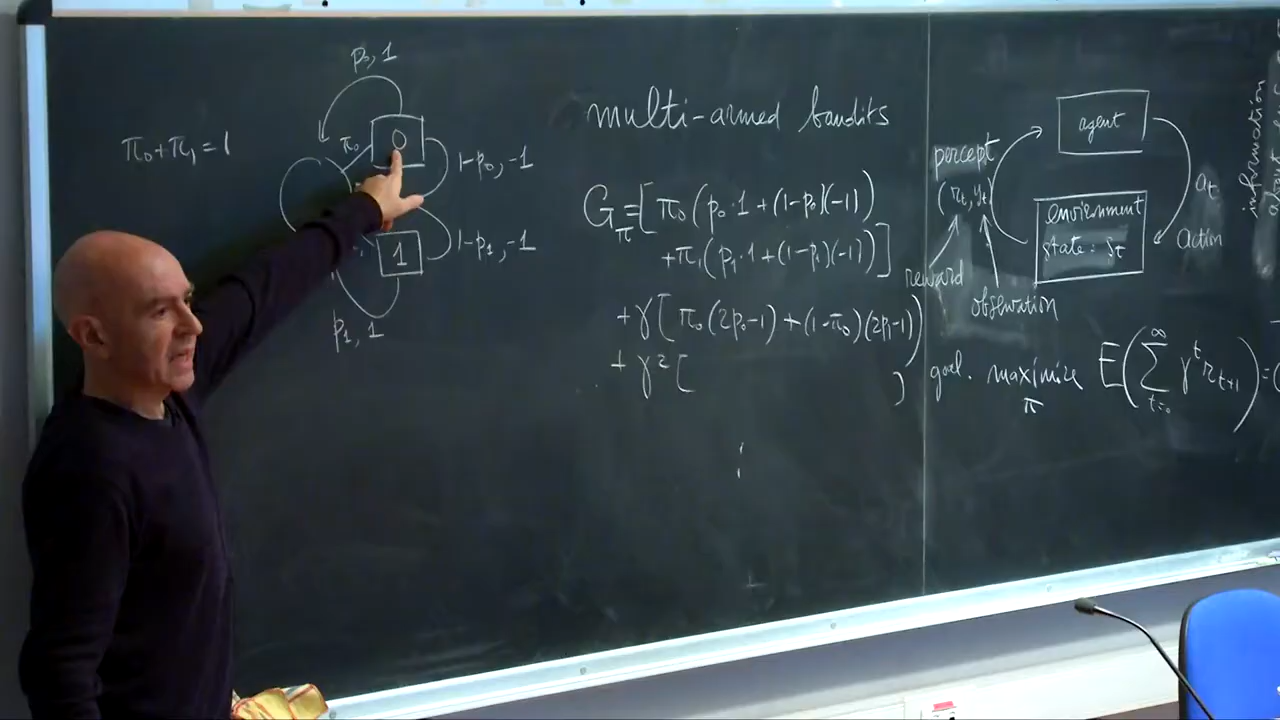 π₀+π₁=1
p₀, 1
π₀
0
1-p₀, -1
1
1-p₁, -1
p₁, 1
multi-armed bandits
G_π = [π₀(p₀·1+(1-p₀)(-1))
+π₁(p₁·1+(1-p₁)(-1))]
+γ[π₀(2p₀-1)+(1-π₀)(2p₁-1)]
+γ²[ ]
⋮
agent
percept
(r_t, y_t)
a_t
action
environment
state: s_t
reward
observation
goal. maximize E(∑_{t=0}^∞ γ^t r_{t+1}) =
π
information